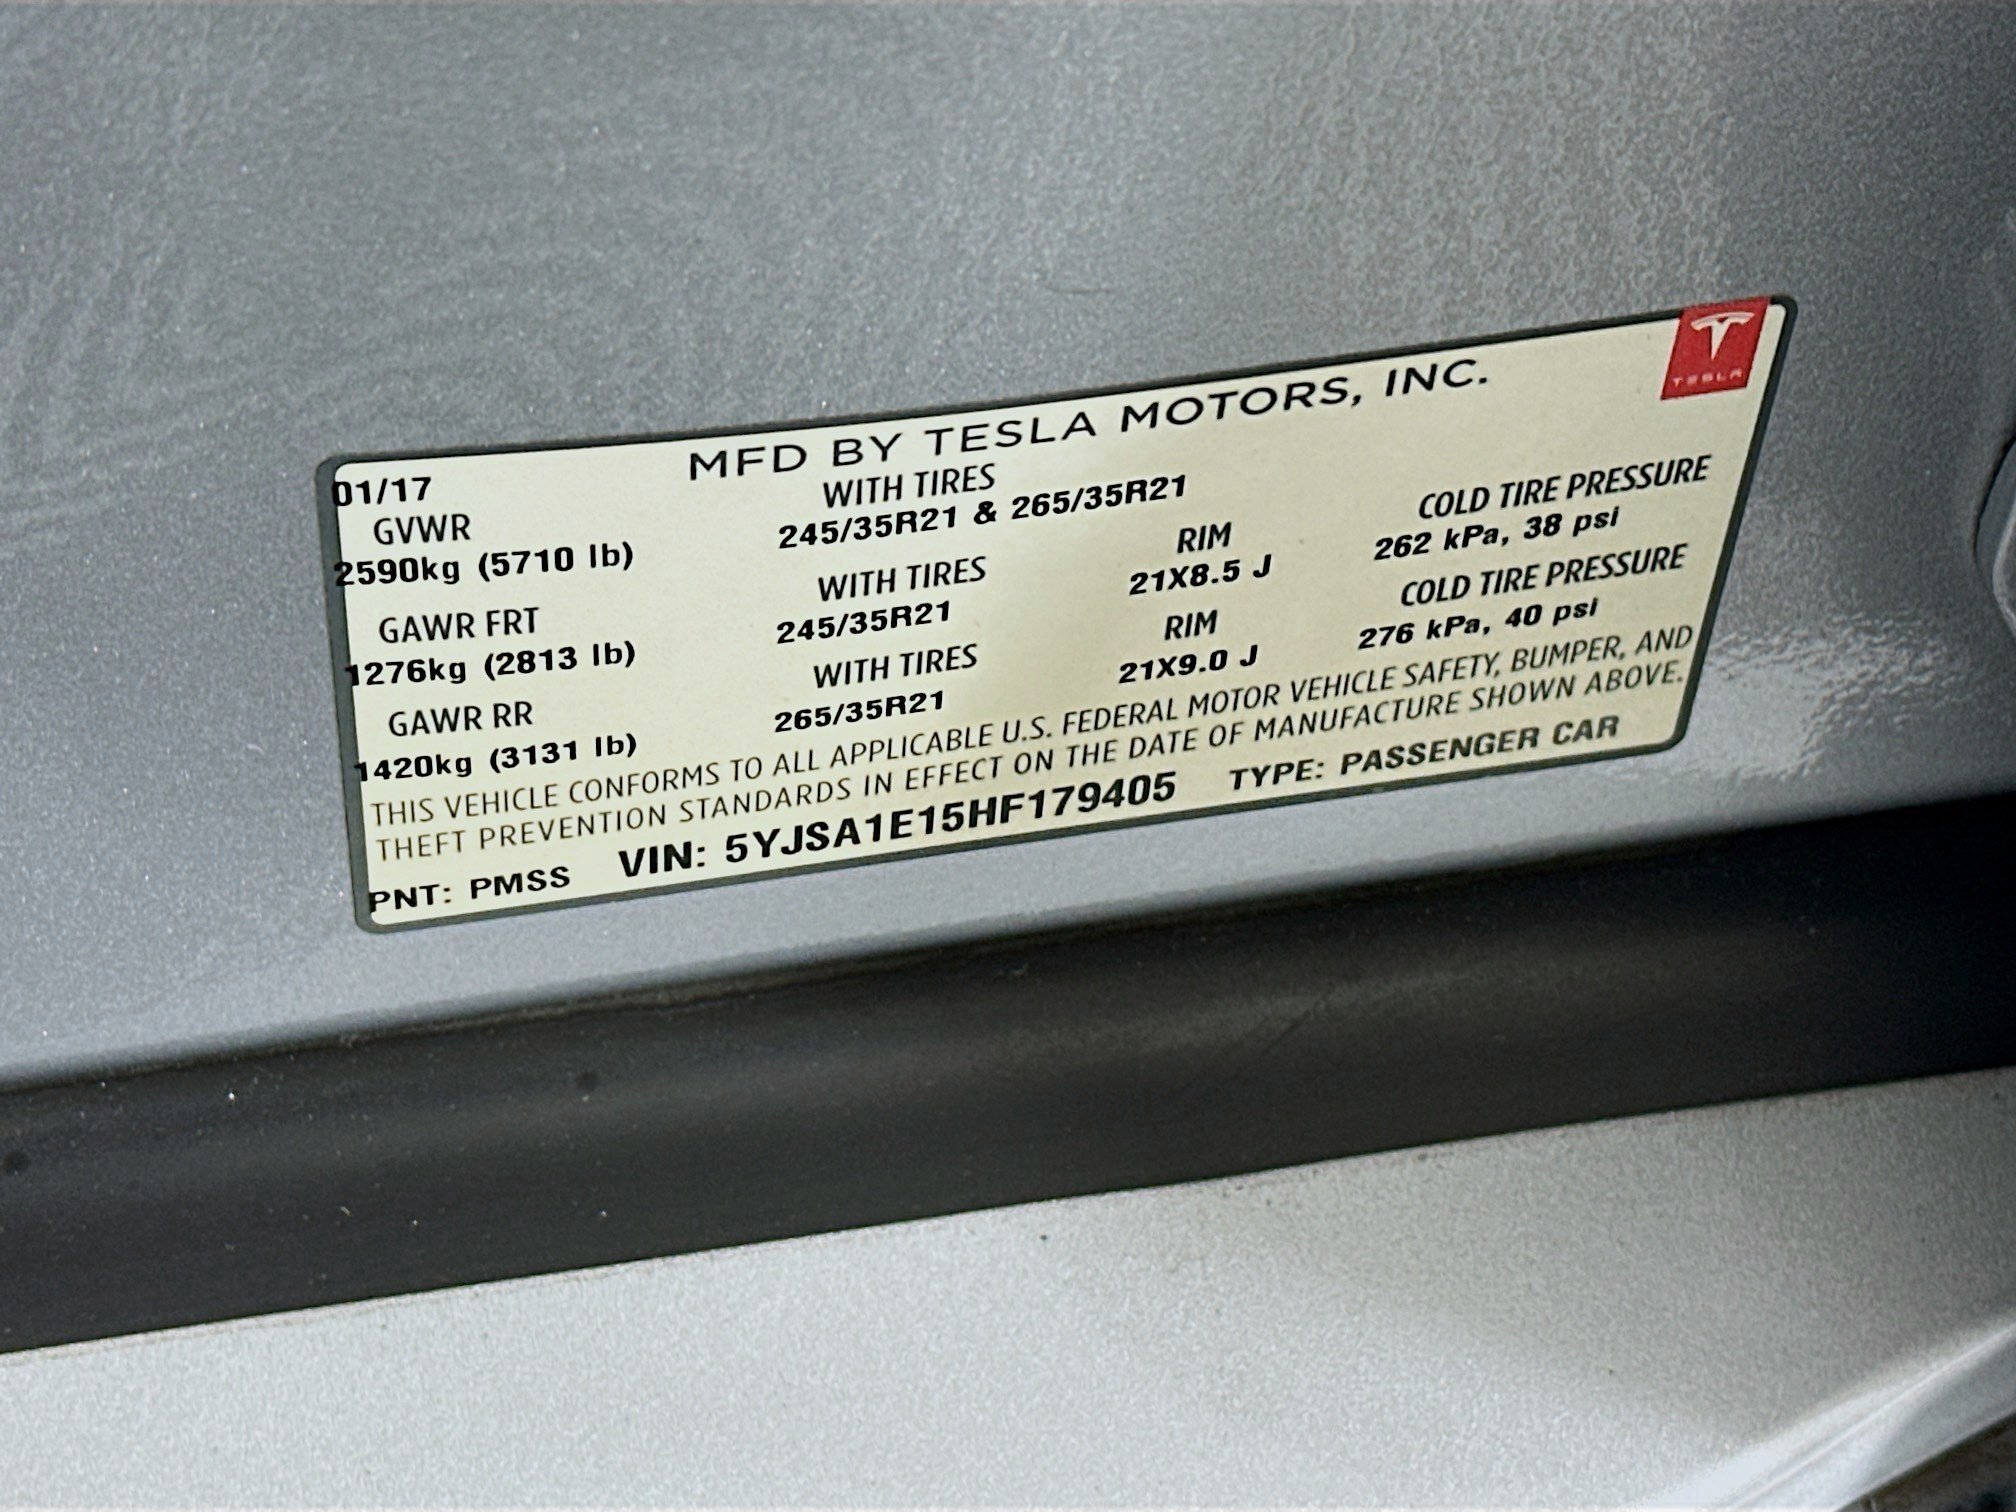 TESLA
MFD BY TESLA MOTORS, INC.
01/17
GVWR WITH TIRES
2590kg (5710 lb) 245/35R21 & 265/35R21
GAWR FRT WITH TIRES RIM COLD TIRE PRESSURE
1276kg (2813 lb) 245/35R21 21X8.5 J 262 kPa, 38 psi
GAWR RR WITH TIRES RIM COLD TIRE PRESSURE
1420kg (3131 lb) 265/35R21 21X9.0 J 276 kPa, 40 psi
THIS VEHICLE CONFORMS TO ALL APPLICABLE U.S. FEDERAL MOTOR VEHICLE SAFETY, BUMPER, AND
THEFT PREVENTION STANDARDS IN EFFECT ON THE DATE OF MANUFACTURE SHOWN ABOVE.
PNT: PMSS VIN: 5YJSA1E15HF179405 TYPE: PASSENGER CAR